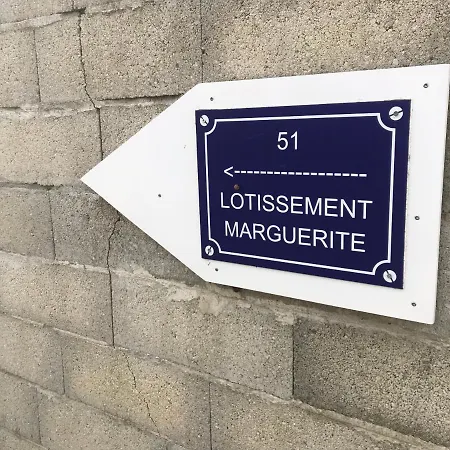 51
<------------------
LOTISSEMENT
MARGUERITE